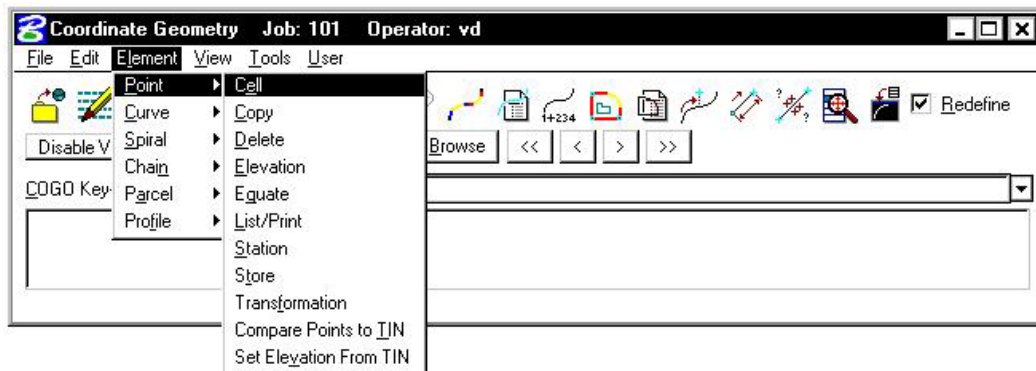 Coordinate Geometry Job: 101 Operator: vd
File Edit Element View Tools User
Point
Curve
Spiral
Chain
Parcel
Profile
Cell
Copy
Delete
Elevation
Equate
List/Print
Station
Store
Transformation
Compare Points to TIN
Set Elevation From TIN
1+234
Redefine
Disable V
Browse << < > >>
COGO Key-